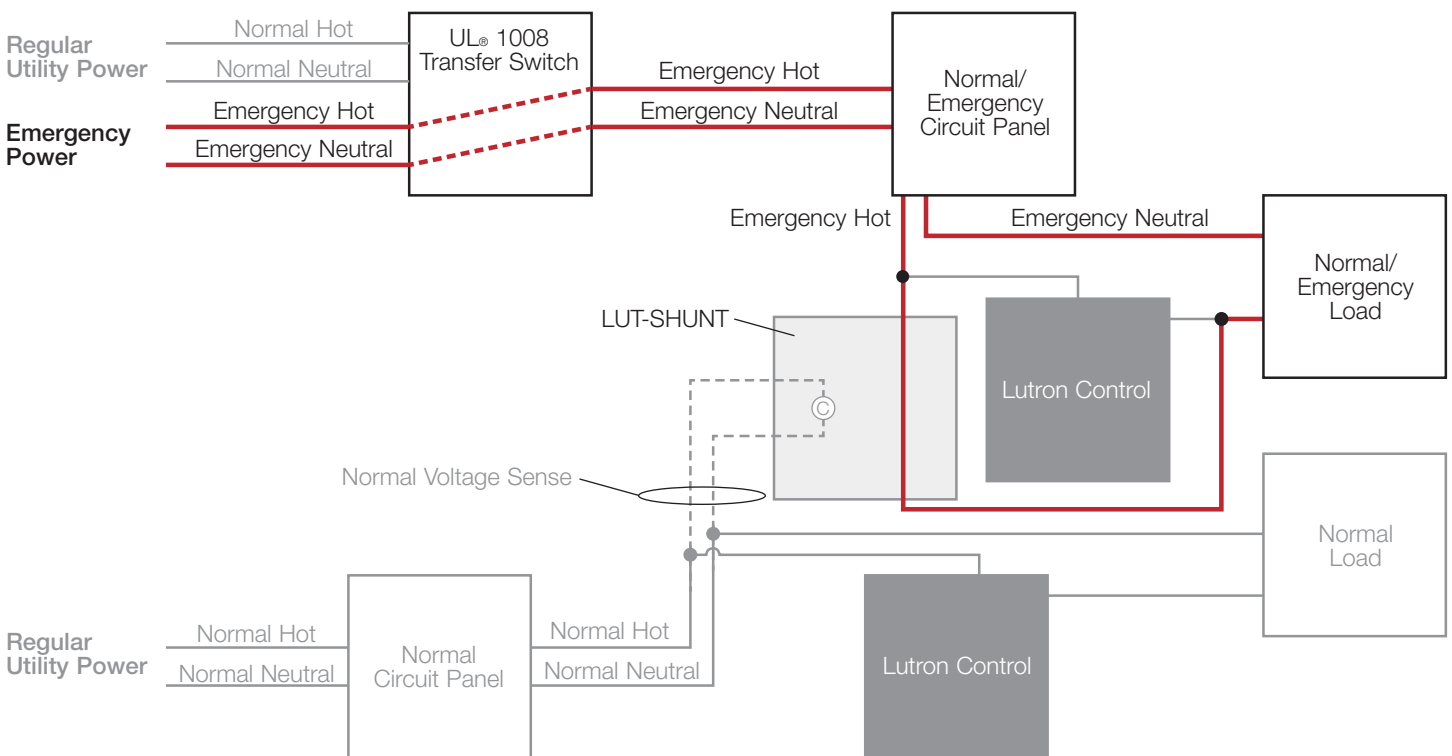 Regular
Utility Power
Normal Hot
Normal Neutral
UL® 1008
Transfer Switch
Emergency
Power
Emergency Hot
Emergency Neutral
Emergency Hot
Emergency Neutral
Normal/
Emergency
Circuit Panel
Emergency Hot
Emergency Neutral
Normal/
Emergency
Load
LUT-SHUNT
C
Lutron Control
Normal Voltage Sense
Normal
Load
Regular
Utility Power
Normal Hot
Normal Neutral
Normal
Circuit Panel
Normal Hot
Normal Neutral
Lutron Control